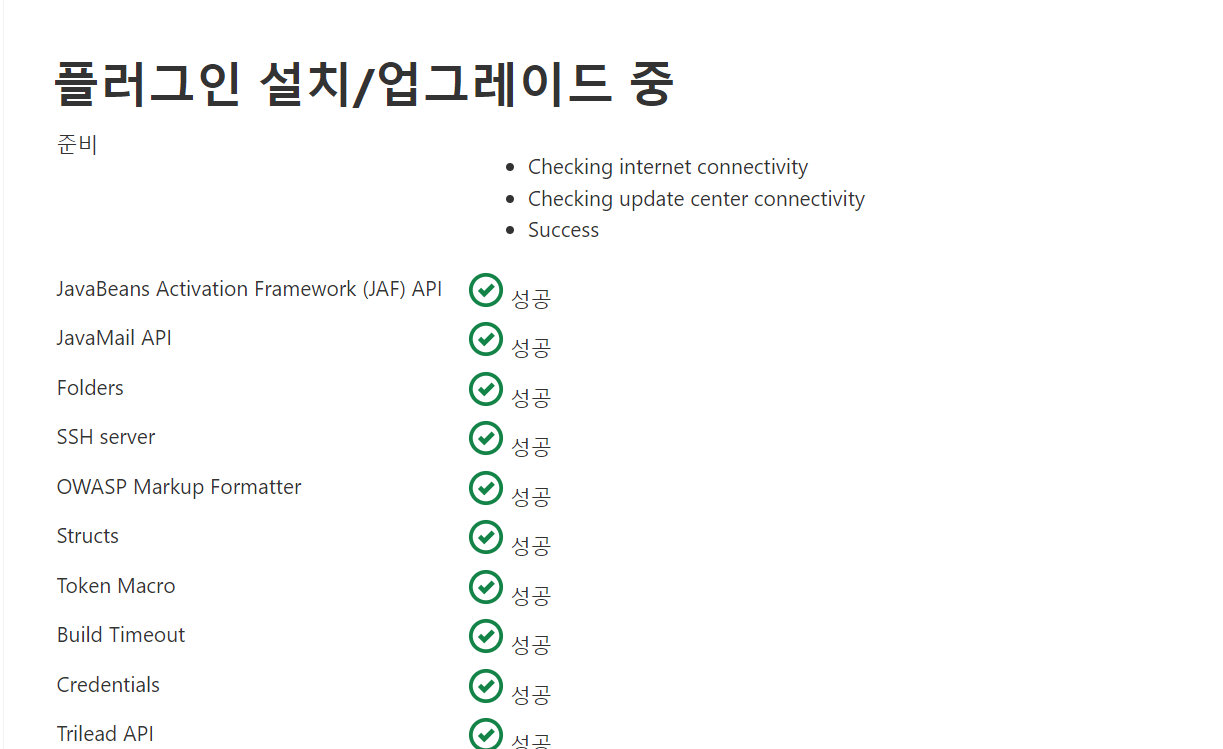 플러그인 설치/업그레이드 중
준비
Checking internet connectivity
Checking update center connectivity
Success
JavaBeans Activation Framework (JAF) API 성공
JavaMail API 성공
Folders 성공
SSH server 성공
OWASP Markup Formatter 성공
Structs 성공
Token Macro 성공
Build Timeout 성공
Credentials 성공
Trilead API 성공